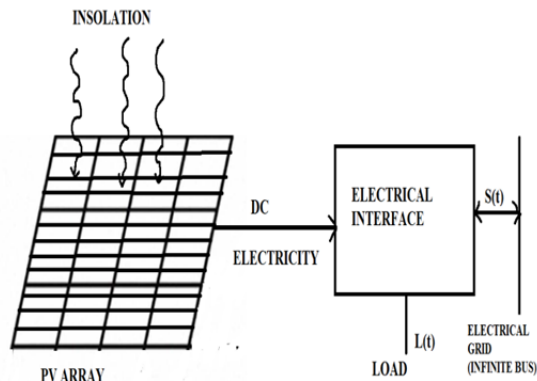 INSOLATION
DC
ELECTRICITY
ELECTRICAL
INTERFACE
S(t)
L(t)
LOAD
ELECTRICAL
GRID
(INFINITE BUS)
PV ARRAY